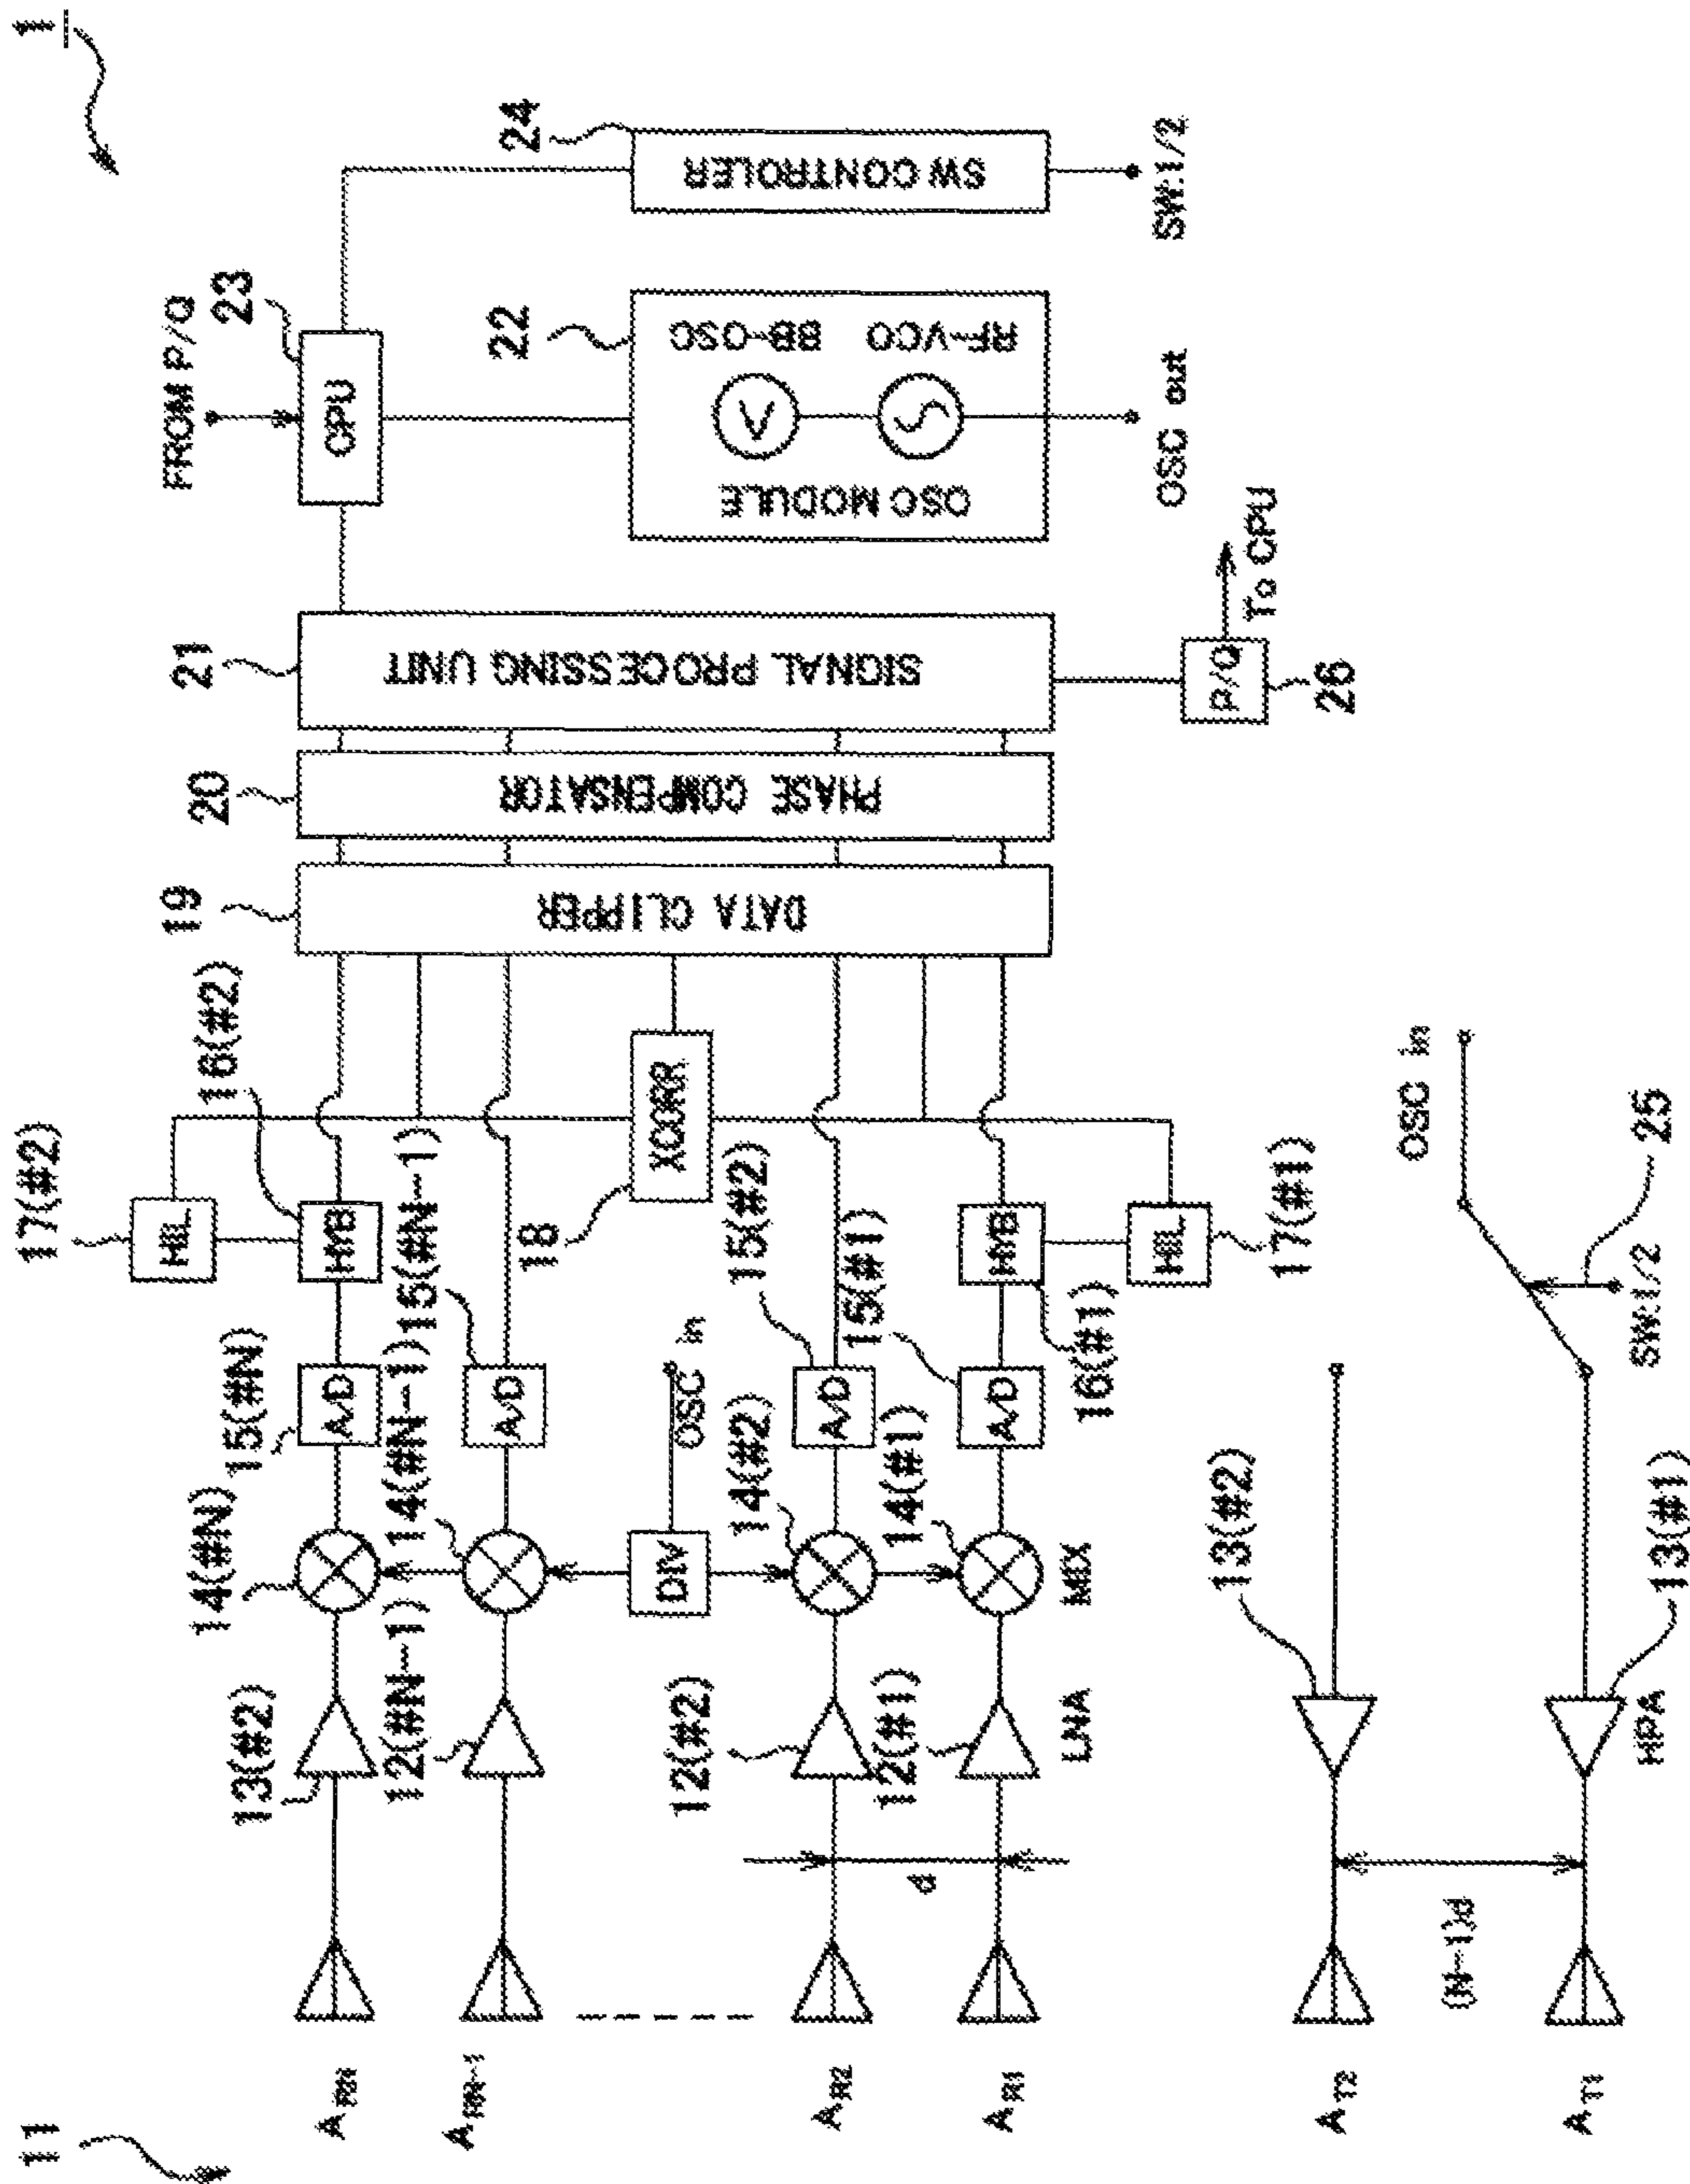 1
11
A_RN
A_RN-1
A_R2
A_R1
A_T2
A_T1
13(#2)
12(#N-1)
12(#2)
12(#1)
LNA
d
(N-1)d
14(#N)
14(#N-1)
14(#2)
14(#1)
MIX
DIV
OSC in
15(#N)
A/D
15(#N-1)
A/D
15(#2)
A/D
15(#1)
A/D
17(#2)
HIL
16(#2)
HYB
18
XCORR
HYB
16(#1)
HIL
17(#1)
19
DATA CLIPPER
20
PHASE COMPENSATOR
21
SIGNAL PROCESSING UNIT
P/Q
26
To CPU
FROM P/Q
23
CPU
22
OSC MODULE
BB-OSC
RF-VCO
OSC out
24
SW CONTROLER
SW:1/2
13(#2)
13(#1)
HPA
OSC in
SW:1/2
25